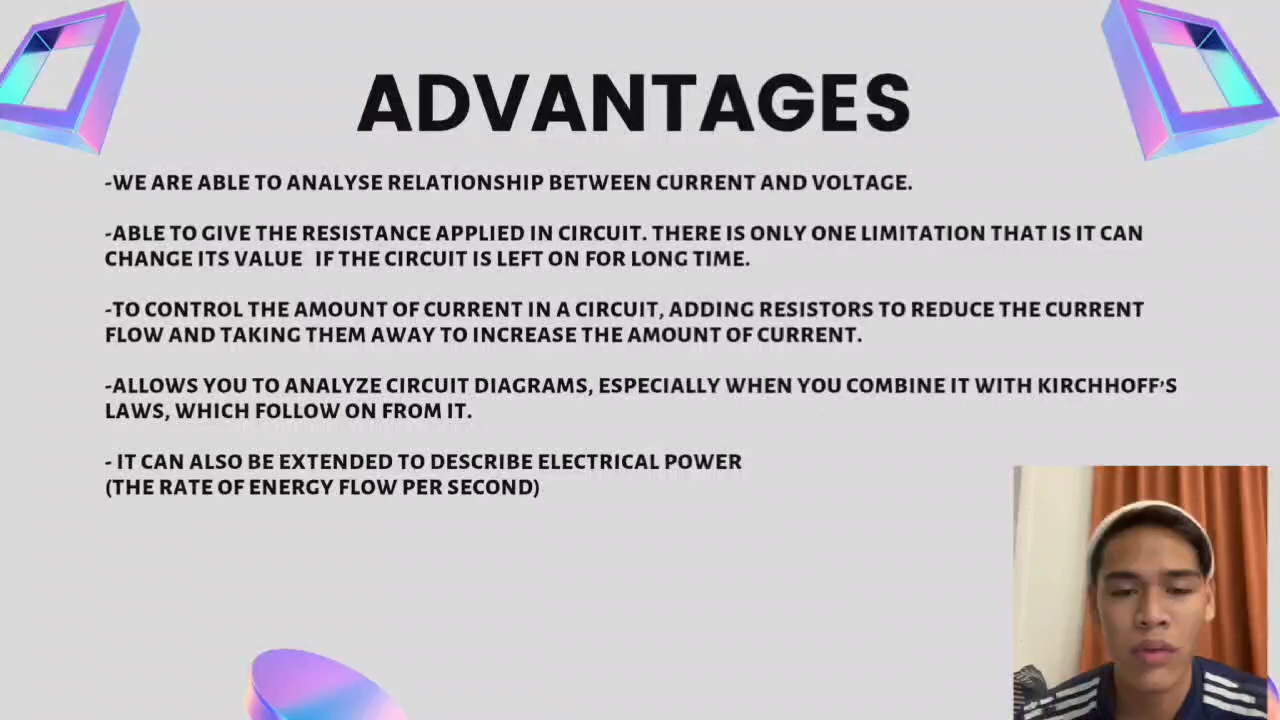 ADVANTAGES
-WE ARE ABLE TO ANALYSE RELATIONSHIP BETWEEN CURRENT AND VOLTAGE.
-ABLE TO GIVE THE RESISTANCE APPLIED IN CIRCUIT. THERE IS ONLY ONE LIMITATION THAT IS IT CAN
CHANGE ITS VALUE  IF THE CIRCUIT IS LEFT ON FOR LONG TIME.
-TO CONTROL THE AMOUNT OF CURRENT IN A CIRCUIT, ADDING RESISTORS TO REDUCE THE CURRENT
FLOW AND TAKING THEM AWAY TO INCREASE THE AMOUNT OF CURRENT.
-ALLOWS YOU TO ANALYZE CIRCUIT DIAGRAMS, ESPECIALLY WHEN YOU COMBINE IT WITH KIRCHHOFF'S
LAWS, WHICH FOLLOW ON FROM IT.
- IT CAN ALSO BE EXTENDED TO DESCRIBE ELECTRICAL POWER
(THE RATE OF ENERGY FLOW PER SECOND)